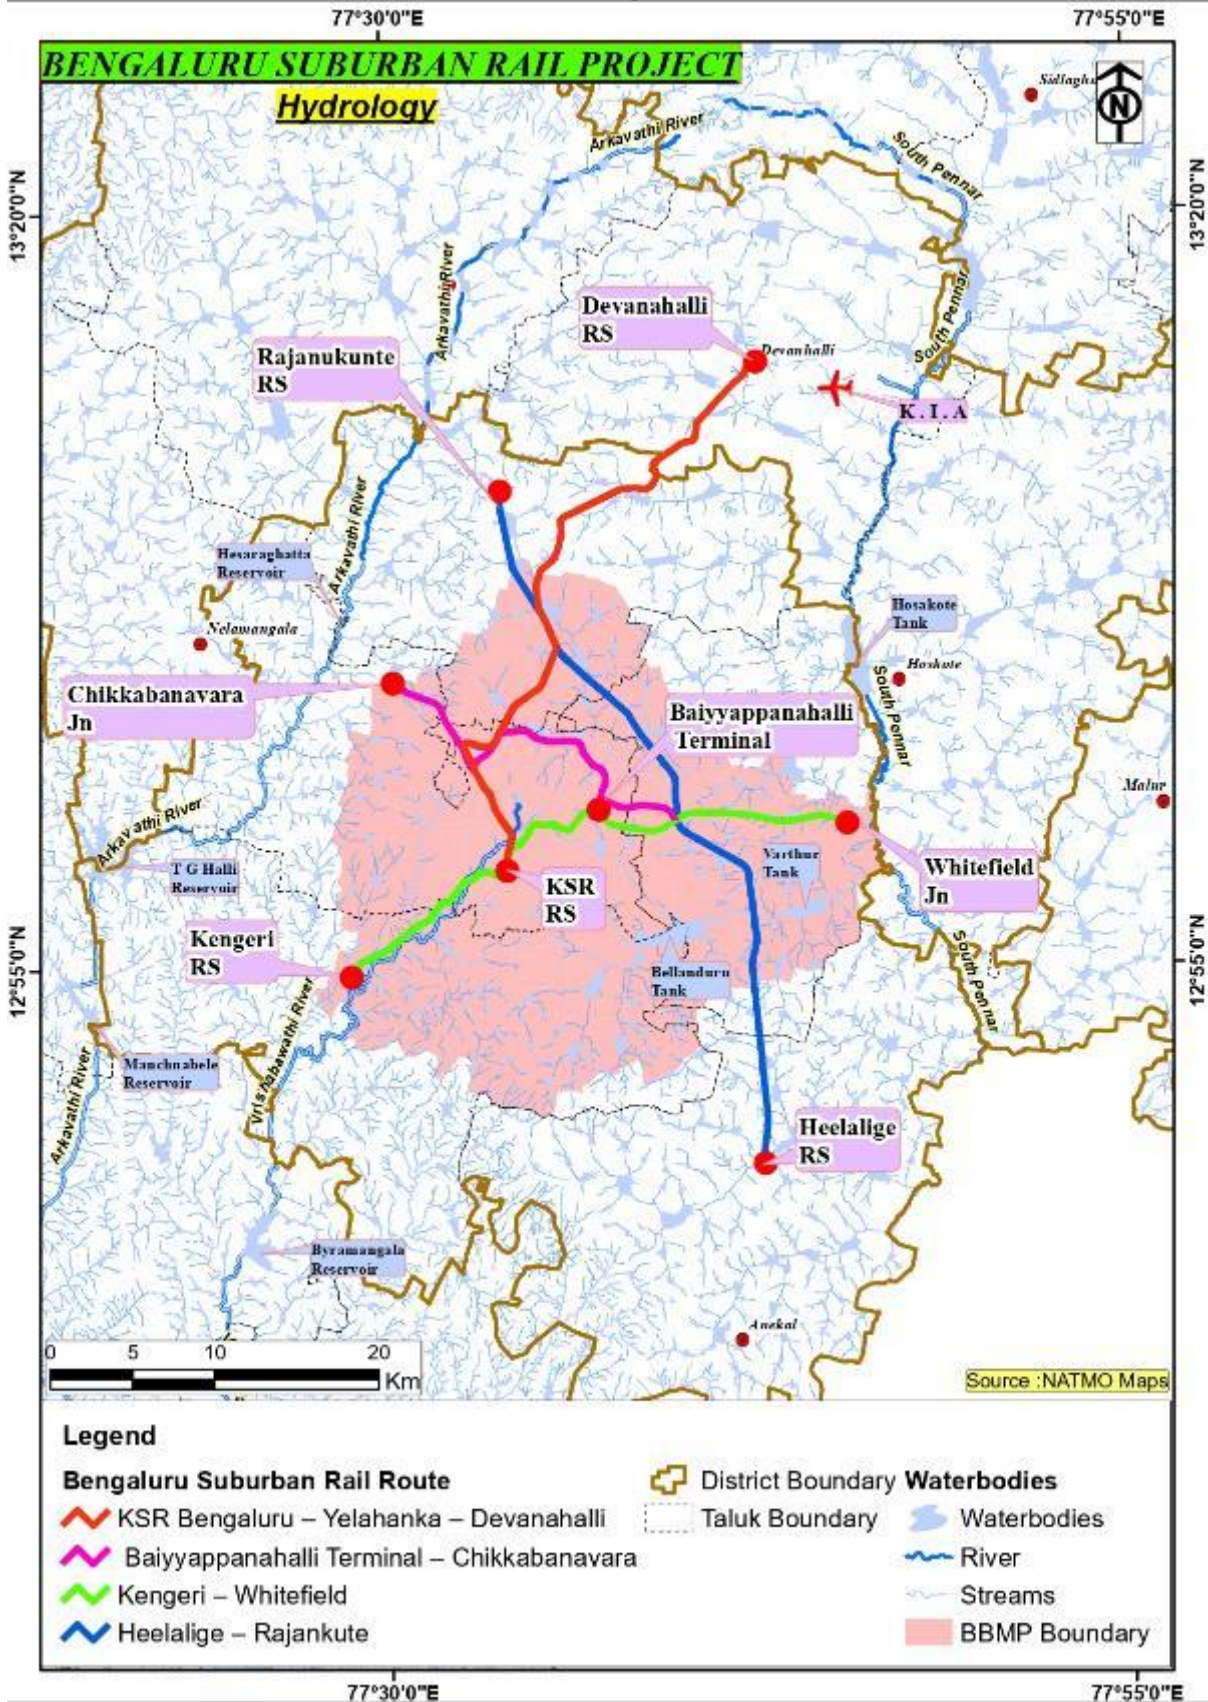 77°30'0"E
77°55'0"E
BENGALURU SUBURBAN RAIL PROJECT
Hydrology
N
Arkavathi River
South Pennar
13°20'0"N
13°20'0"N
Arkavathi River
Devanahalli
RS
South Pennar
Rajanukunte
RS
Devanhalli
K . I . A
Arkavathi River
Hesaraghatta
Reservoir
Hosakote
Tank
Nelamangala
Hoskote
South Pennar
Chikkabanavara
Jn
Baiyyappanahalli
Terminal
Malur
Arkavathi River
T G Halli
Reservoir
Varthur
Tank
Whitefield
Jn
KSR
RS
Kengeri
RS
South Pennar
12°55'0"N
12°55'0"N
Bellanduru
Tank
Vrishabawathi River
Arkavathi River
Manchnabele
Reservoir
Heelalige
RS
Byramangala
Reservoir
Anekal
0 5 10 20
Km
Source :NATMO Maps
Legend
Bengaluru Suburban Rail Route
KSR Bengaluru – Yelahanka – Devanahalli
Baiyyappanahalli Terminal – Chikkabanavara
Kengeri – Whitefield
Heelalige – Rajankute
District Boundary
Taluk Boundary
Waterbodies
Waterbodies
River
Streams
BBMP Boundary
77°30'0"E
77°55'0"E